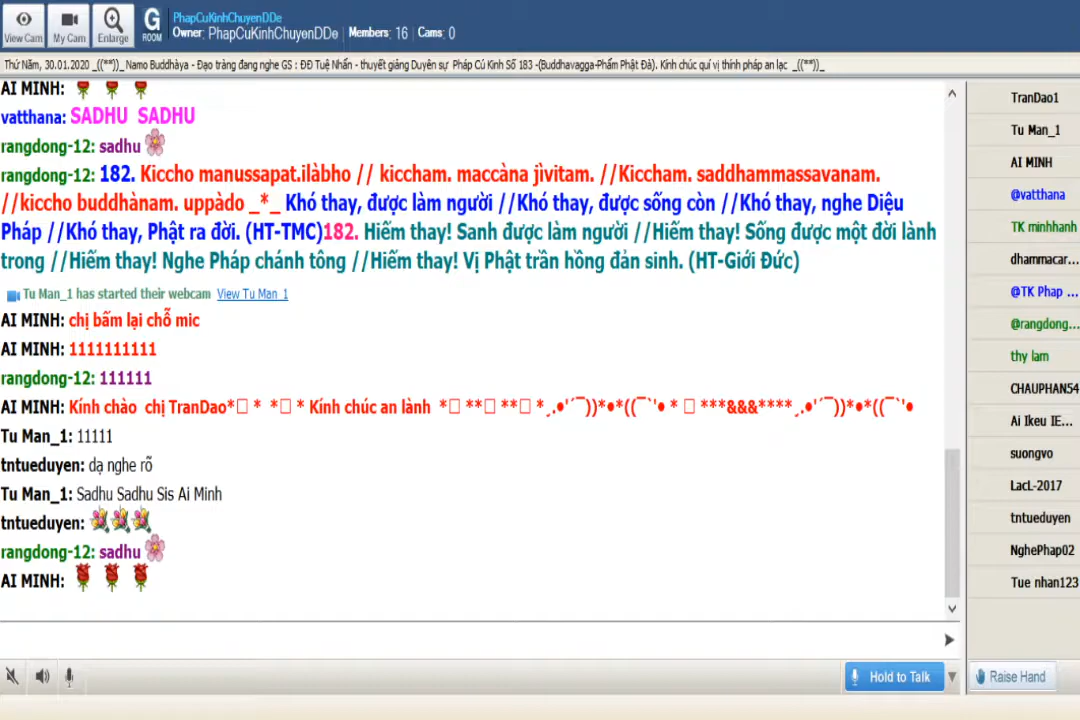 View Cam
My Cam
Enlarge
G
ROOM
PhapCuKinhChuyenDDe
Owner: PhapCuKinhChuyenDDe Members: 16 Cams: 0
Thứ Năm, 30.01.2020 _((**))_ Namo Buddhàya - Đạo tràng đang nghe GS : ĐĐ Tuệ Nhẫn - thuyết giảng Duyên sự Pháp Cú Kinh Số 183 -(Buddhavagga-Phẩm Phật Đà). Kính chúc quí vị thính pháp an lạc _((**))_
AI MINH:
vatthana: SADHU SADHU
rangdong-12: sadhu
rangdong-12: 182. Kiccho manussapat.ilàbho // kiccham. maccàna jìvitam. //Kiccham. saddhammassavanam.
//kiccho buddhànam. uppàdo _*_ Khó thay, được làm người //Khó thay, được sống còn //Khó thay, nghe Diệu
Pháp //Khó thay, Phật ra đời. (HT-TMC)182. Hiếm thay! Sanh được làm người //Hiếm thay! Sống được một đời lành
trong //Hiếm thay! Nghe Pháp chánh tông //Hiếm thay! Vị Phật trần hồng đản sinh. (HT-Giới Đức)
Tu Man_1 has started their webcam View Tu Man_1
AI MINH: chị bấm lại chỗ mic
AI MINH: 1111111111
rangdong-12: 111111
AI MINH: Kính chào chị TranDao*□ * *□ * Kính chúc an lành *□ **□ **□ *¸.•'´¯))*•*((¯`'• * □ ***&&&****¸.•'´¯))*•*((¯`'•
Tu Man_1: 11111
tntueduyen: dạ nghe rõ
Tu Man_1: Sadhu Sadhu Sis Ai Minh
tntueduyen:
rangdong-12: sadhu
AI MINH:
TranDao1
Tu Man_1
AI MINH
@vatthana
TK minhhanh
dhammacar...
@TK Phap ...
@rangdong...
thy lam
CHAUPHAN54
Ai Ikeu IE...
suongvo
LacL-2017
tntueduyen
NghePhap02
Tue nhan123
Hold to Talk
Raise Hand